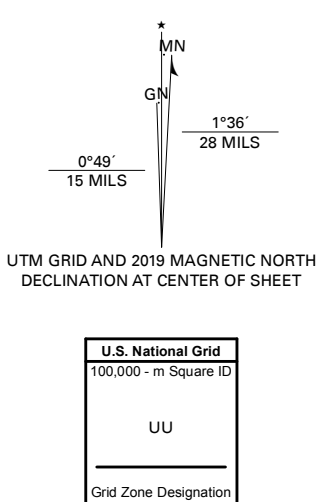 ★
MN
GN
1°36´
28 MILS
0°49´
15 MILS
UTM GRID AND 2019 MAGNETIC NORTH
DECLINATION AT CENTER OF SHEET
U.S. National Grid
100,000 - m Square ID
UU
Grid Zone Designation